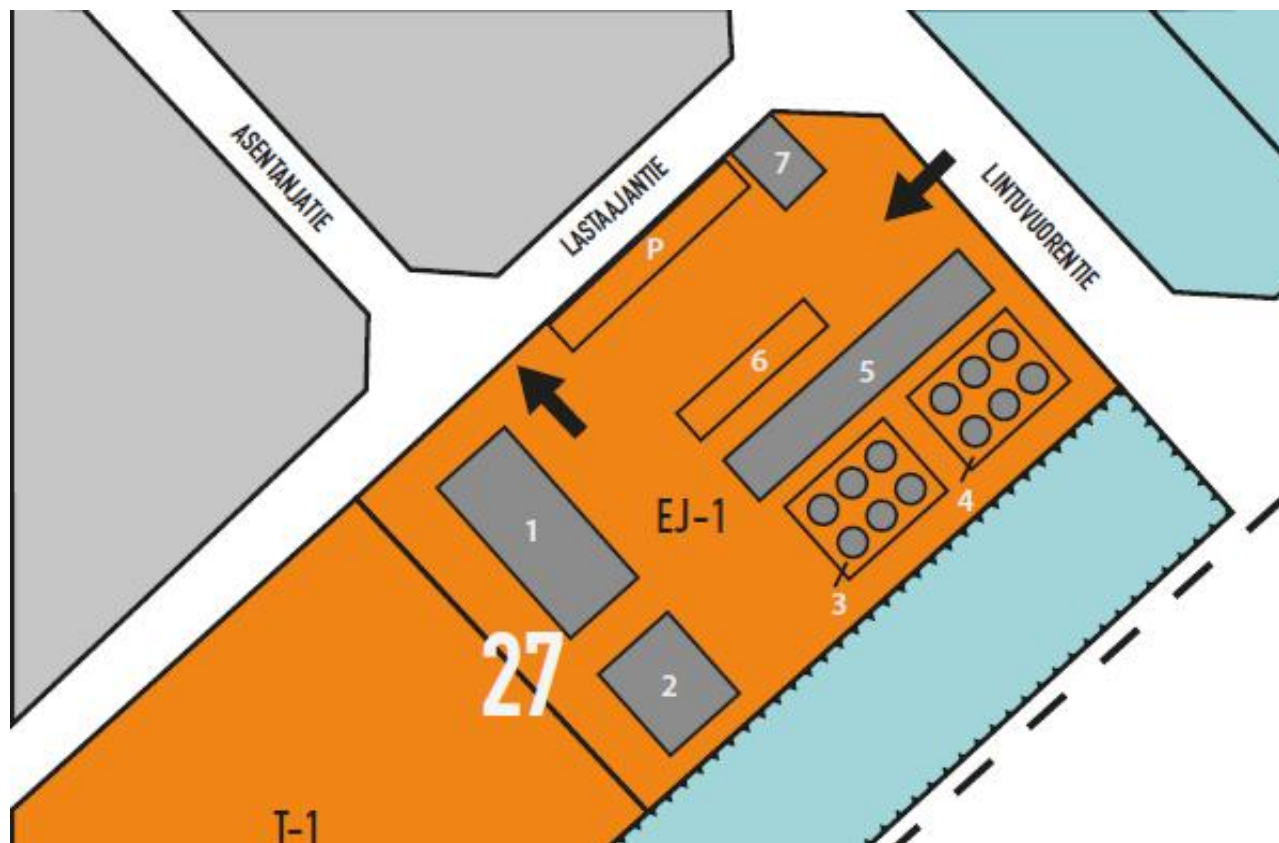 ASENTANJATIE
LASTAAJANTIE
LINTUVUORENTIE
7
P
6
5
4
EJ-1
1
3
27
2
T-1